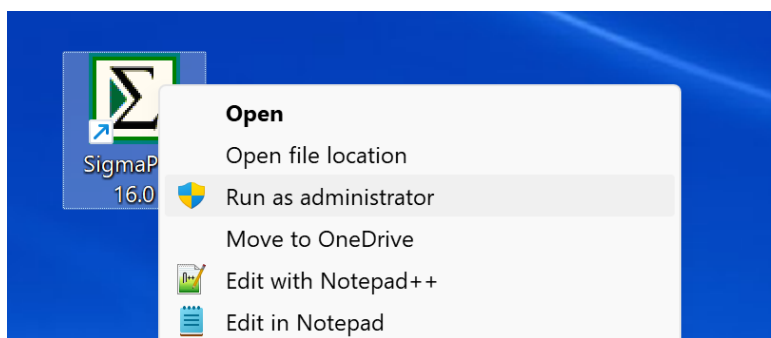 SigmaP
16.0
Open
Open file location
Run as administrator
Move to OneDrive
Edit with Notepad++
Edit in Notepad